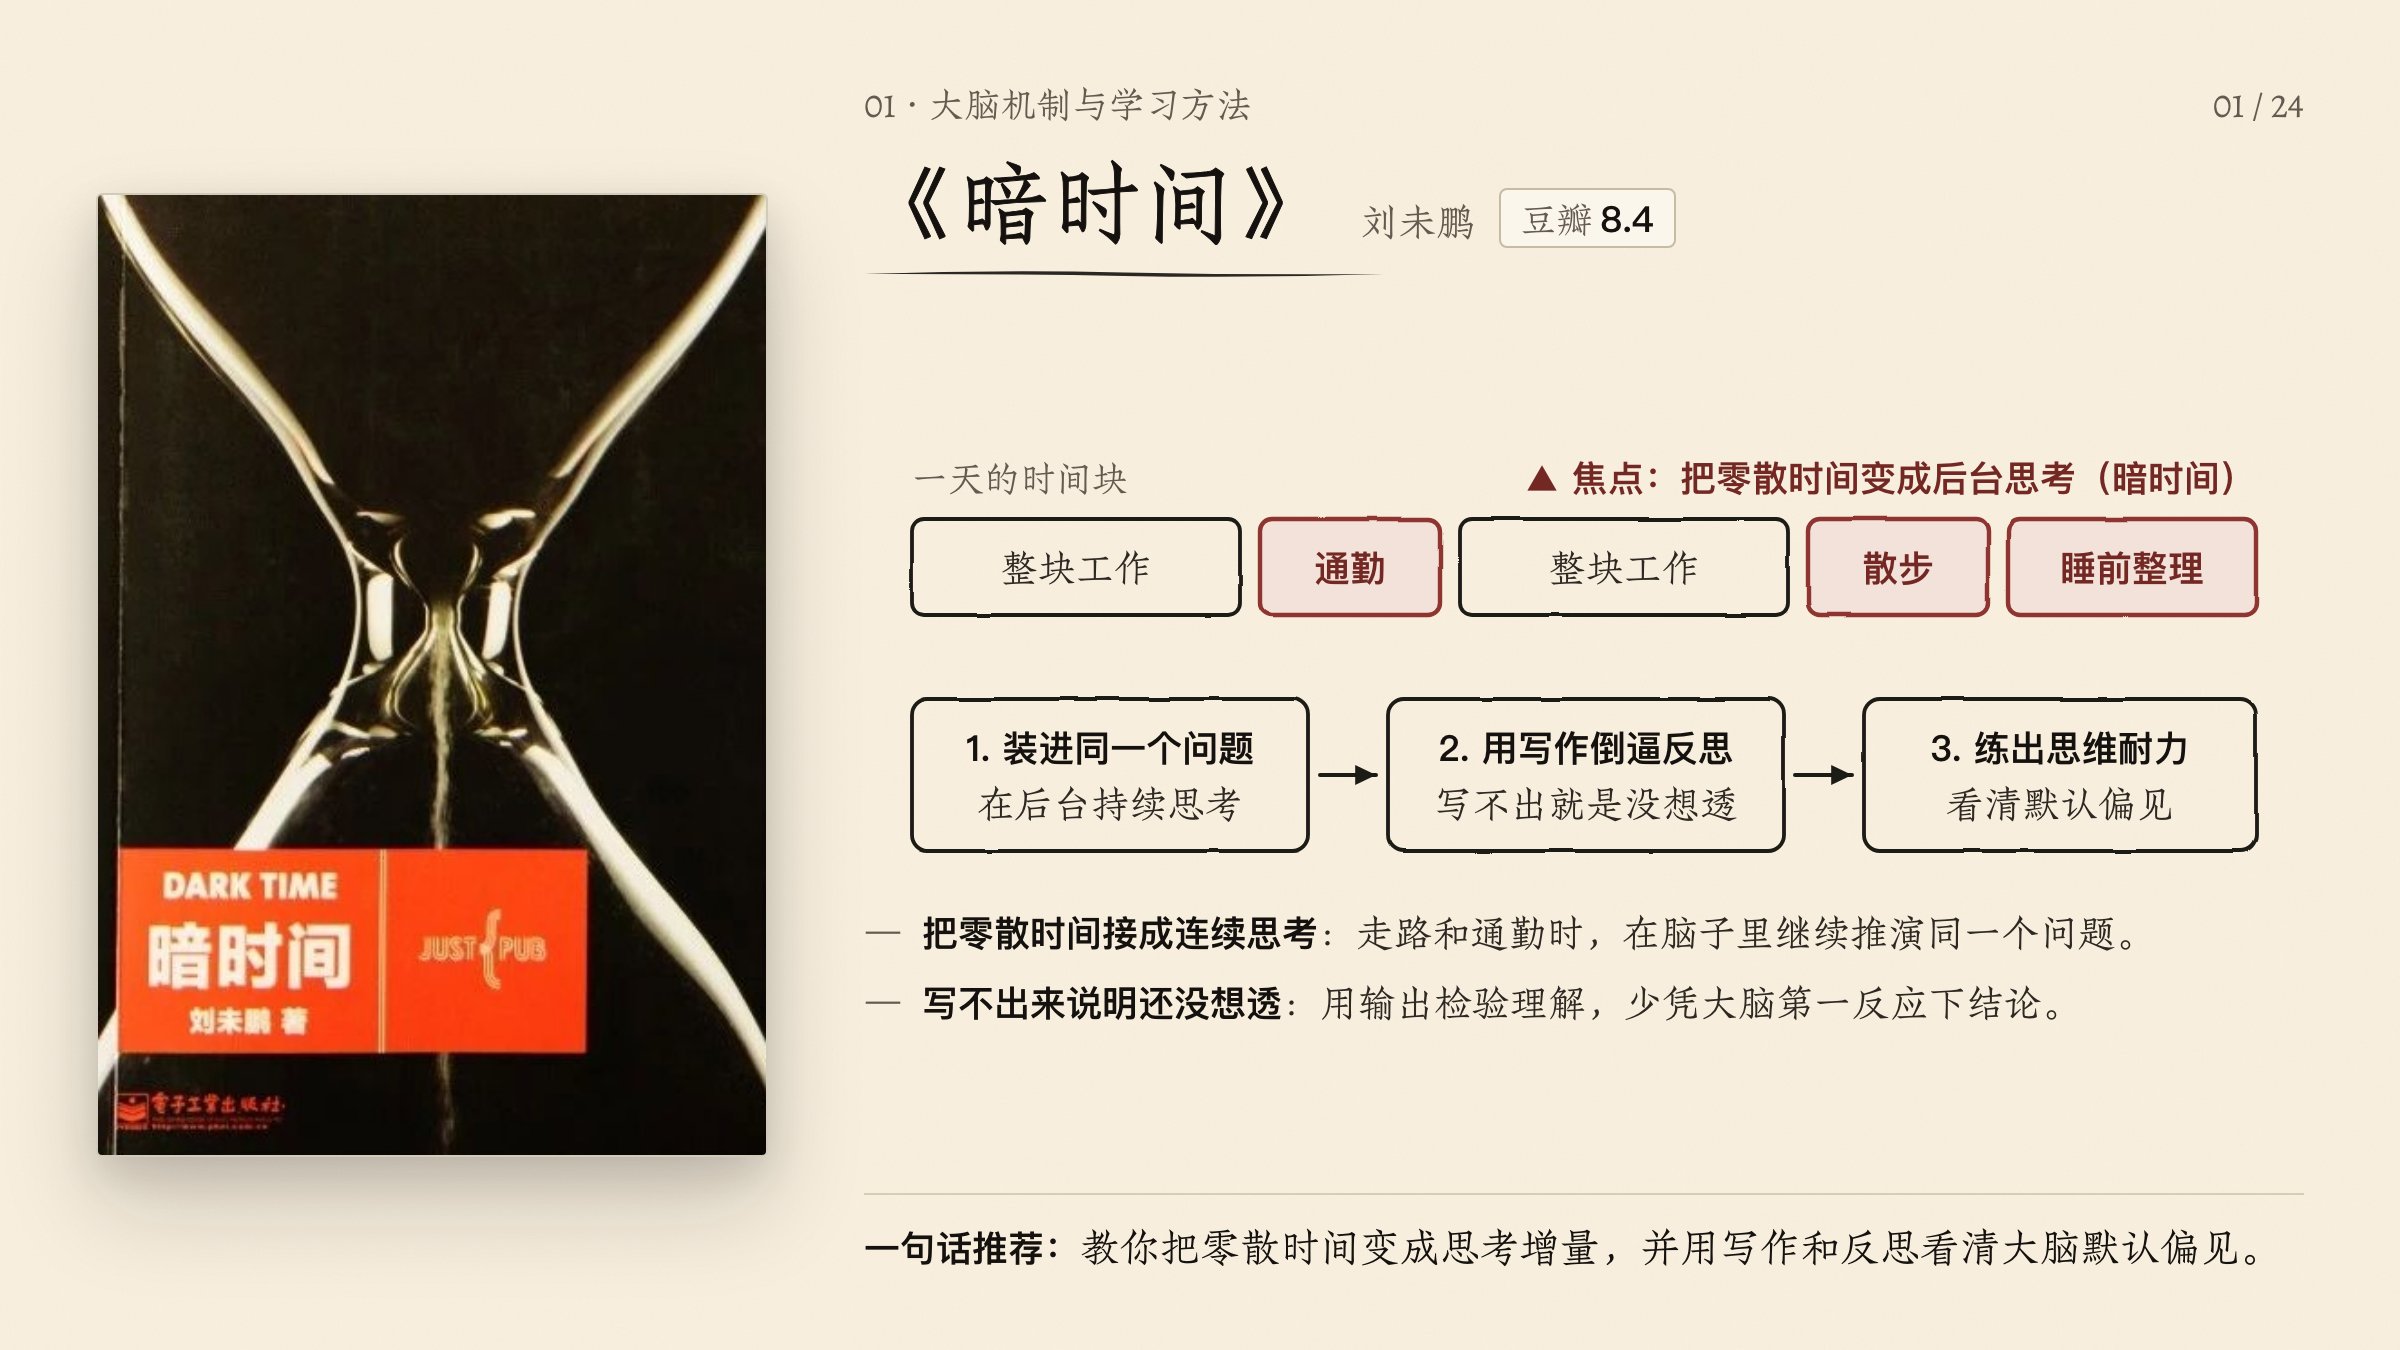 01 · 大脑机制与学习方法
01 / 24
《暗时间》
刘未鹏
豆瓣 8.4
一天的时间块
▲ 焦点：把零散时间变成后台思考（暗时间）
整块工作
通勤
整块工作
散步
睡前整理
1. 装进同一个问题
在后台持续思考
2. 用写作倒逼反思
写不出就是没想透
3. 练出思维耐力
看清默认偏见
— 把零散时间接成连续思考：走路和通勤时，在脑子里继续推演同一个问题。
— 写不出来说明还没想透：用输出检验理解，少凭大脑第一反应下结论。
一句话推荐：教你把零散时间变成思考增量，并用写作和反思看清大脑默认偏见。
DARK TIME
暗时间
刘未鹏 著
JUST { PUB
電子工業出版社